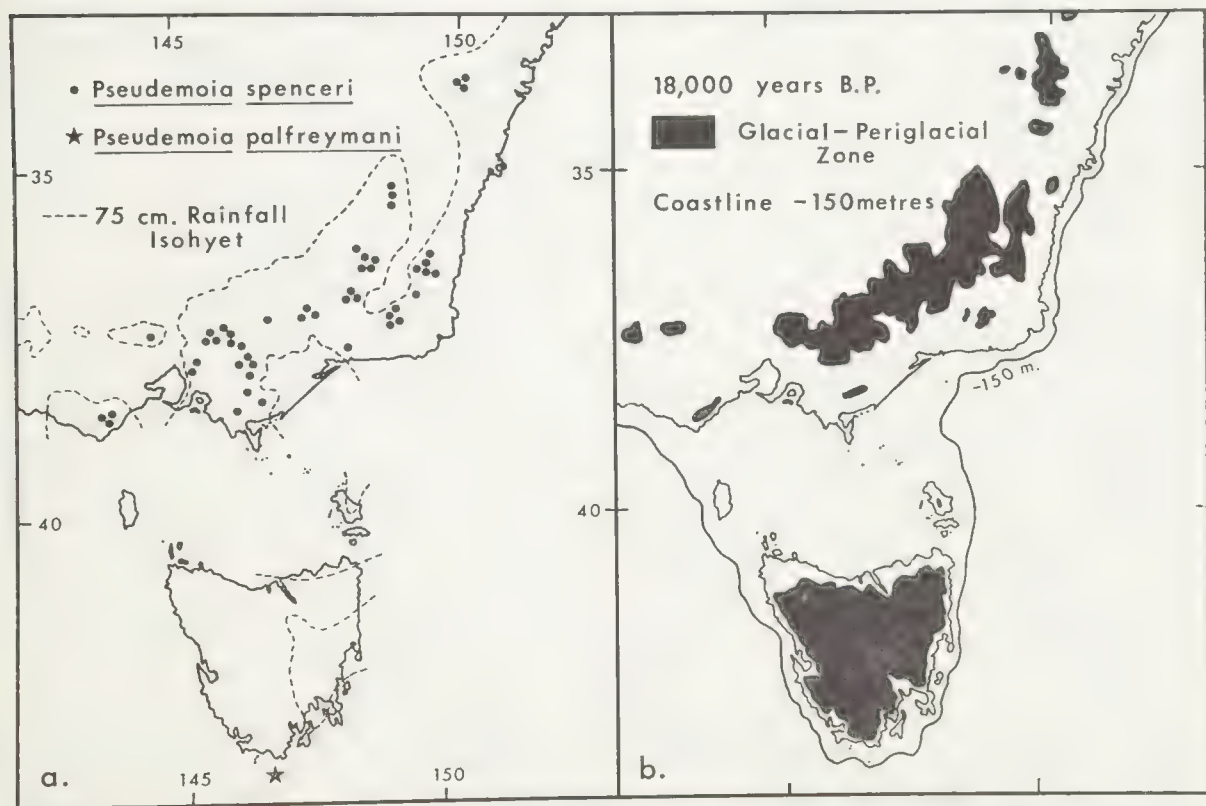 145
150
• Pseudemoia spenceri
★ Pseudemoia palfreymani
35
---- 75 cm. Rainfall
Isohyet
40
a.
145
150
18,000 years B.P.
Glacial-Periglacial
Zone
35
Coastline -150metres
-150 m.
40
b.